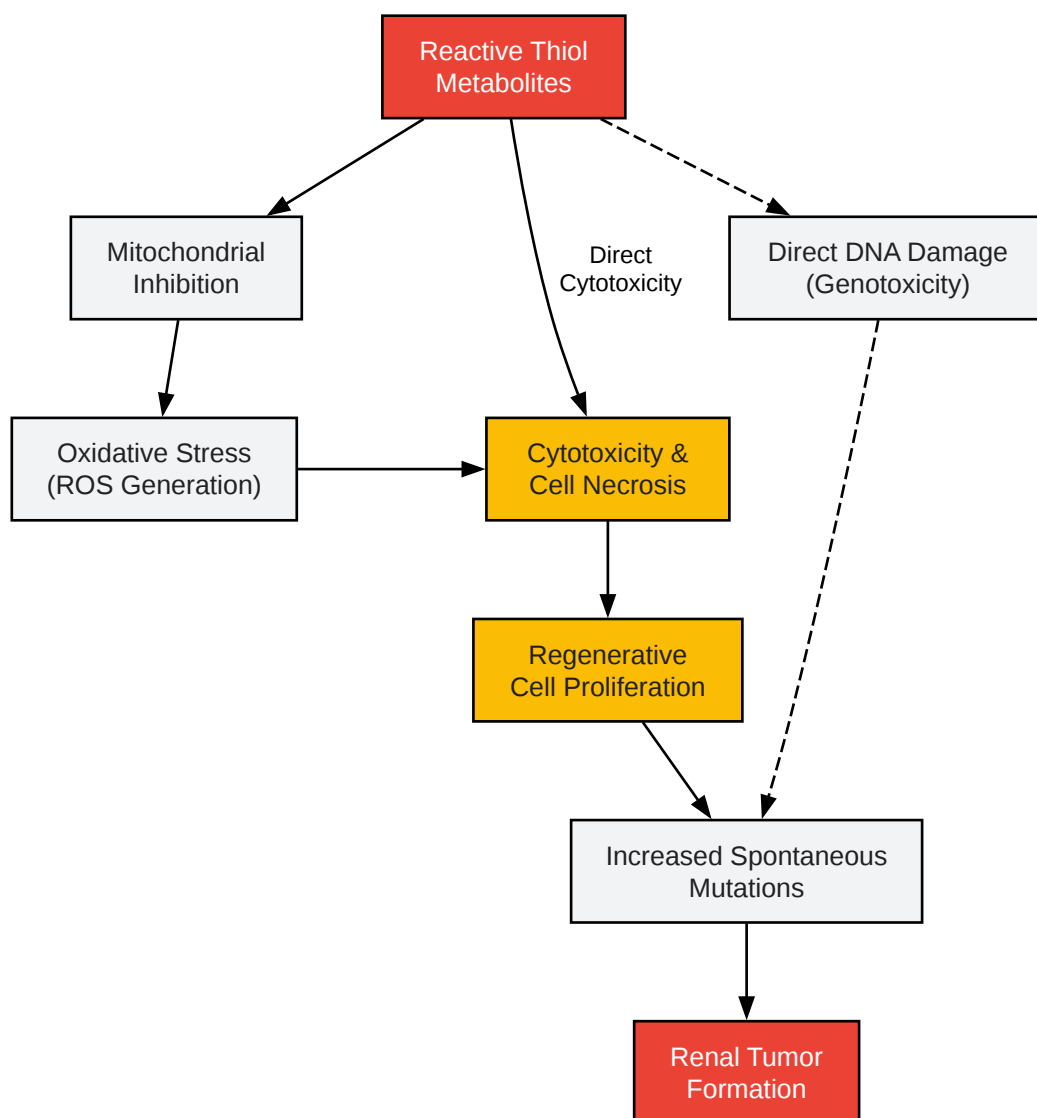 Reactive Thiol
Metabolites
Mitochondrial
Inhibition
Direct
Cytotoxicity
Direct DNA Damage
(Genotoxicity)
Oxidative Stress
(ROS Generation)
Cytotoxicity &
Cell Necrosis
Regenerative
Cell Proliferation
Increased Spontaneous
Mutations
Renal Tumor
Formation